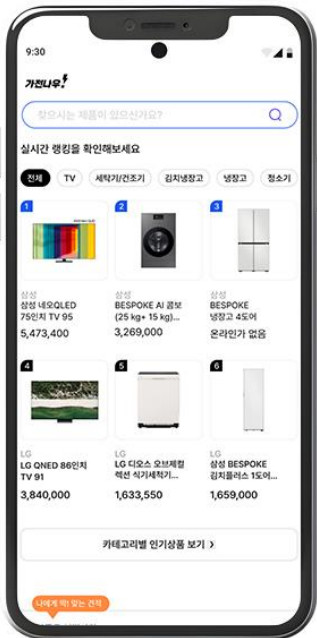 9:30
가전나우!
찾으시는 제품이 있으신가요?
실시간 랭킹을 확인해보세요
전체 TV 세탁기/건조기 김치냉장고 냉장고 청소기
1 2 3
삼성 삼성 삼성
삼성 네오QLED BESPOKE AI 콤보 BESPOKE
75인치 TV 95 (25 kg+ 15 kg)... 냉장고 4도어
5,473,400 3,269,000 온라인가 없음
4 5 6
LG LG LG
LG QNED 86인치 LG 디오스 오브제컬 삼성 BESPOKE
TV 91 렉션 식기세척기... 김치플러스 1도어...
3,840,000 1,633,550 1,659,000
카테고리별 인기상품 보기 >
나에게 딱! 맞는 견적